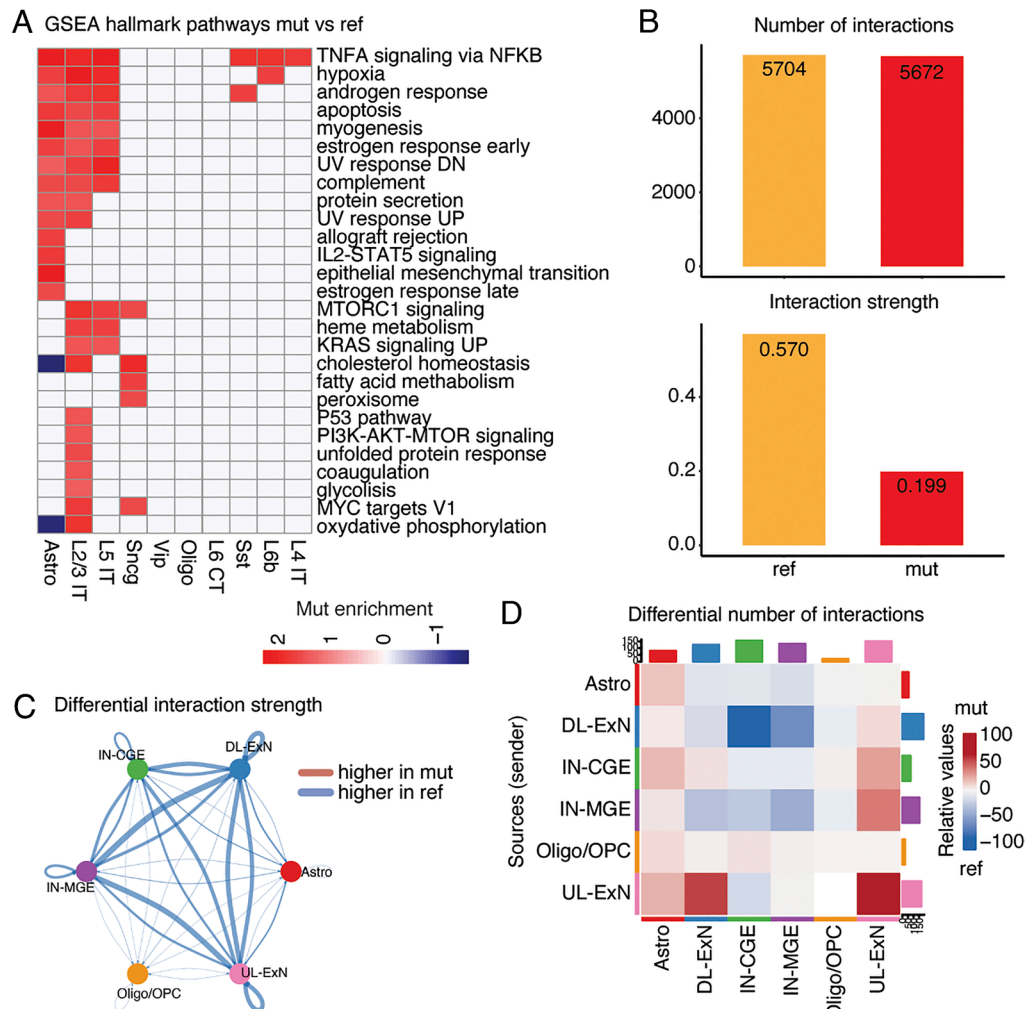 A GSEA hallmark pathways mut vs ref
TNFA signaling via NFKB
hypoxia
androgen response
apoptosis
myogenesis
estrogen response early
UV response DN
complement
protein secretion
UV response UP
allograft rejection
IL2-STAT5 signaling
epithelial mesenchymal transition
estrogen response late
MTORC1 signaling
heme metabolism
KRAS signaling UP
cholesterol homeostasis
fatty acid methabolism
peroxisome
P53 pathway
PI3K-AKT-MTOR signaling
unfolded protein response
coaugulation
glycolisis
MYC targets V1
oxydative phosphorylation
Astro
L2/3 IT
L5 IT
Sncg
Vip
Oligo
L6 CT
Sst
L6b
L4 IT
Mut enrichment
2 1 0 −1
B
Number of interactions
5704 5672
4000
2000
0
Interaction strength
0.570
0.199
0.4
0.2
0.0
ref mut
C Differential interaction strength
IN-CGE
DL-ExN
IN-MGE
Astro
Oligo/OPC
UL-ExN
higher in mut
higher in ref
D
Differential number of interactions
150
100
50
0
Sources (sender)
Astro
DL-ExN
IN-CGE
IN-MGE
Oligo/OPC
UL-ExN
Astro
DL-ExN
IN-CGE
IN-MGE
Oligo/OPC
UL-ExN
0
50
100
150
Relative values
mut
100
50
0
−50
−100
ref